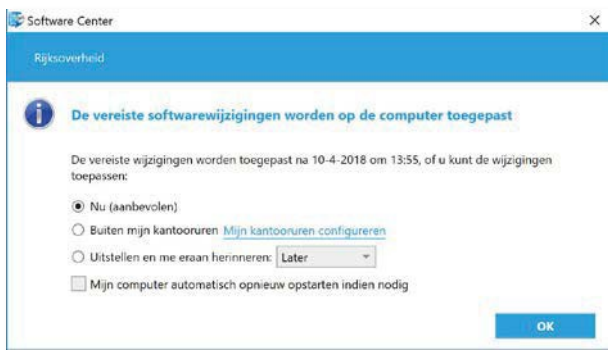 Software Center
Rijksoverheid
De vereiste softwarewijzigingen worden op de computer toegepast
De vereiste wijzigingen worden toegepast na 10-4-2018 om 13:55, of u kunt de wijzigingen
toepassen:
Nu (aanbevolen)
Buiten mijn kantooruren Mijn kantooruren configureren
Uitstellen en me eraan herinneren: Later
Mijn computer automatisch opnieuw opstarten indien nodig
OK